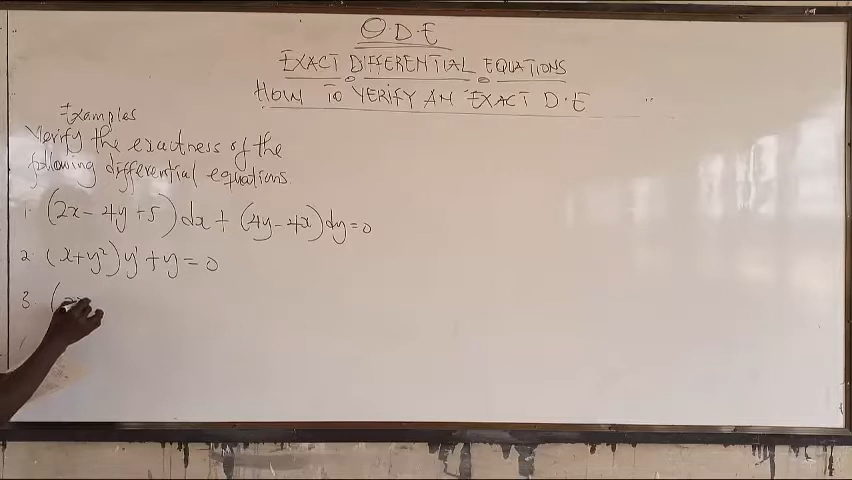 O.D.E
EXACT DIFFERENTIAL EQUATIONS
HOW TO VERIFY AN EXACT D.E
Examples
Verify the exactness of the
following differential equations
1. (2x - 4y + 5)dx + (4y - 4x)dy = 0
2. (x + y²)y' + y = 0
3. (